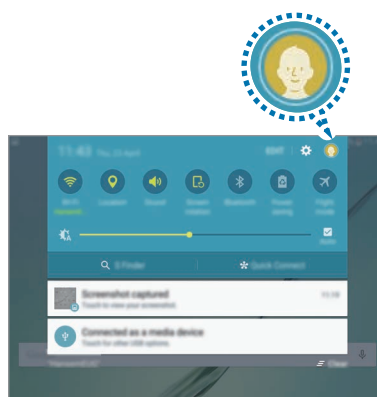 11:43 Thu, 23 April EDIT
Wi-Fi Location Sound Screen rotation Bluetooth Power saving Flight mode
Auto
S Finder Quick Connect
Screenshot captured 11:19
Touch to view your screenshot.
Connected as a media device
Touch for other USB options.
Clear